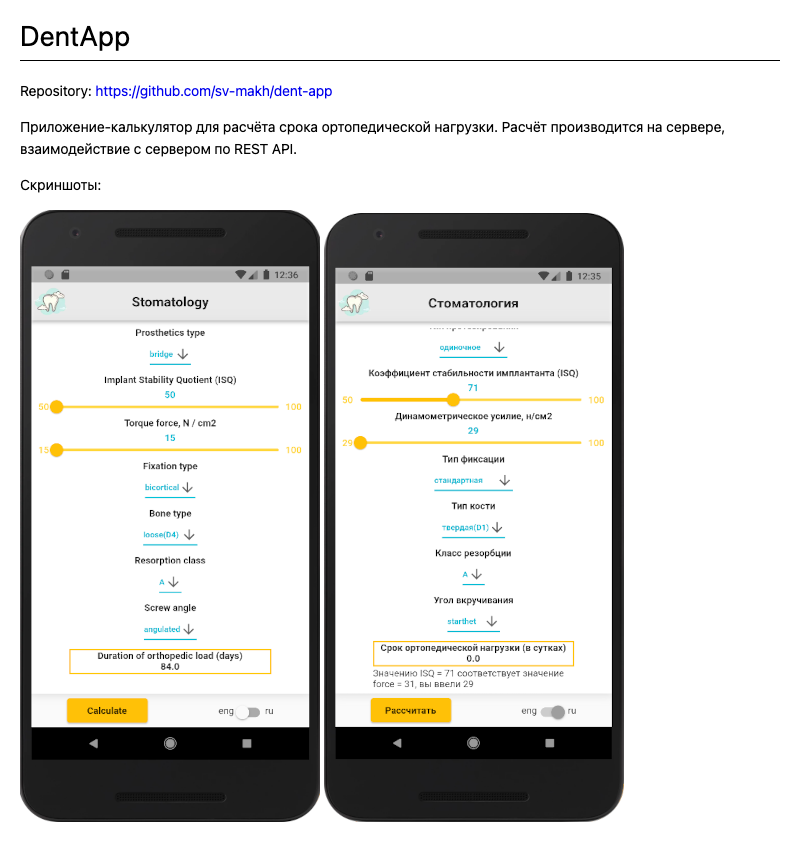 DentApp
Repository: https://github.com/sv-makh/dent-app
Приложение-калькулятор для расчёта срока ортопедической нагрузки. Расчёт производится на сервере,
взаимодействие с сервером по REST API.
Скриншоты:
12:36
Stomatology
Prosthetics type
bridge
Implant Stability Quotient (ISQ)
50
50 100
Torque force, N / cm2
15
15 100
Fixation type
bicortical
Bone type
loose(D4)
Resorption class
A
Screw angle
angulated
Duration of orthopedic load (days)
84.0
Calculate eng ru
12:35
Стоматология
одиночное
Коэффициент стабильности имплантанта (ISQ)
71
50 100
Динамометрическое усилие, н/см2
29
29 100
Тип фиксации
стандартная
Тип кости
твердая(D1)
Класс резорбции
A
Угол вкручивания
starthet
Срок ортопедической нагрузки (в сутках)
0.0
Значению ISQ = 71 соответствует значение
force = 31, вы ввели 29
Рассчитать eng ru